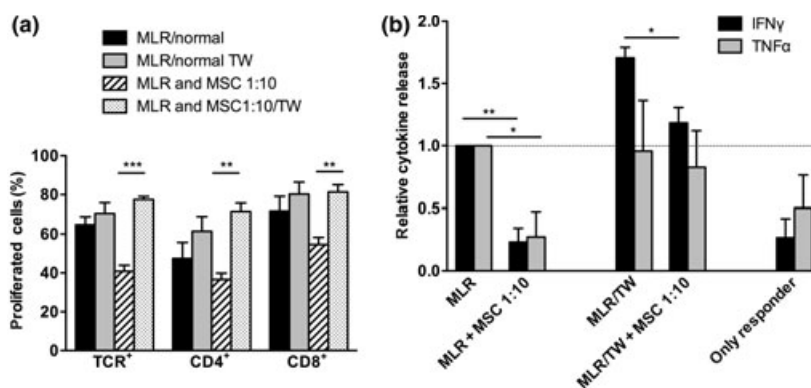 (a)
MLR/normal
MLR/normal TW
MLR and MSC 1:10
MLR and MSC1:10/TW
Proliferated cells (%)
100
80
60
40
20
0
***
**
**
TCR+
CD4+
CD8+
(b)
IFNγ
TNFα
Relative cytokine release
2.0
1.5
1.0
0.5
0.0
**
*
*
MLR
MLR + MSC 1:10
MLR/TW
MLR/TW + MSC 1:10
Only responder